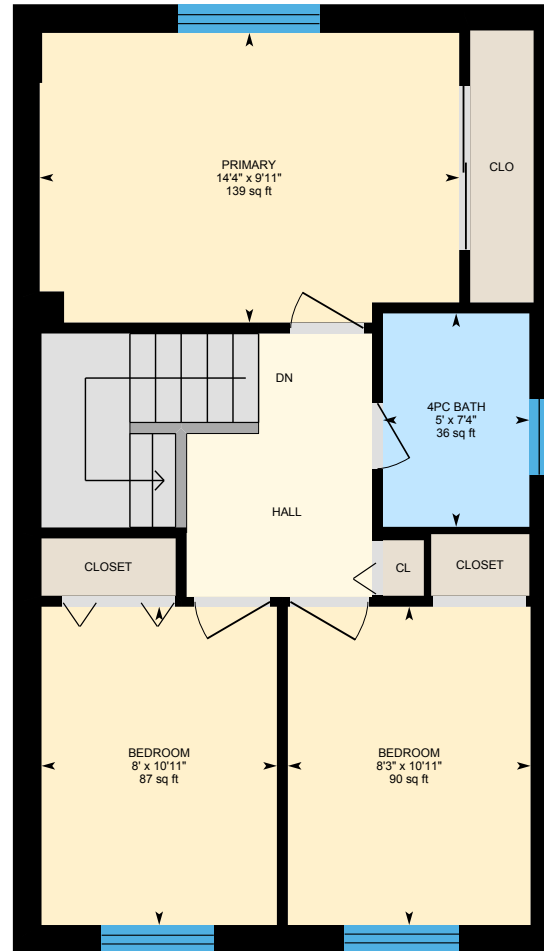 PRIMARY
14'4" x 9'11"
139 sq ft
CLO
DN
4PC BATH
5' x 7'4"
36 sq ft
HALL
CLOSET
CL
CLOSET
BEDROOM
8' x 10'11"
87 sq ft
BEDROOM
8'3" x 10'11"
90 sq ft